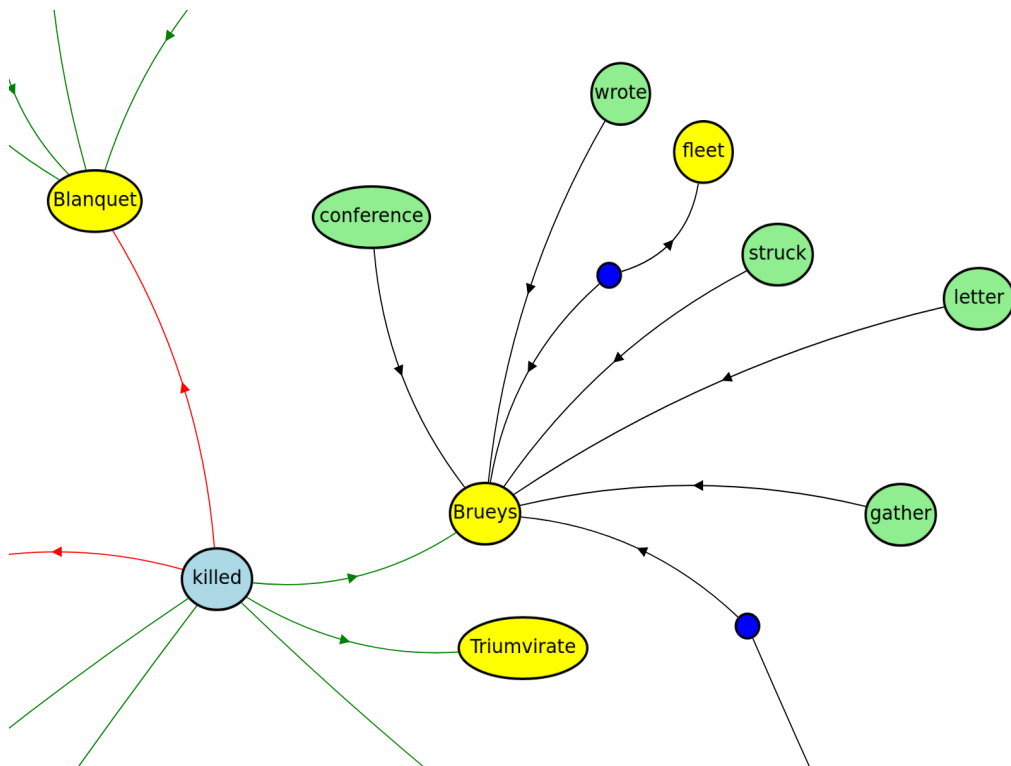 wrote
fleet
Blanquet
conference
struck
letter
Brueys
gather
killed
Triumvirate